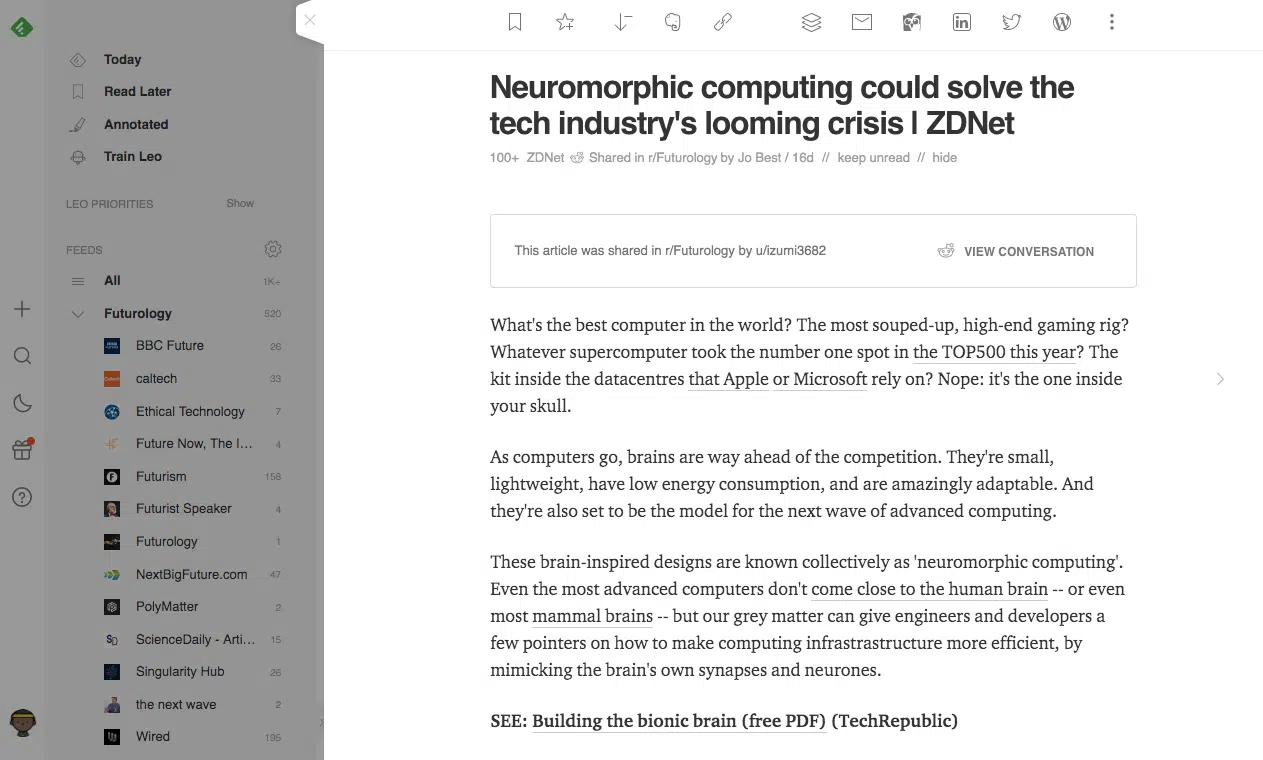 Today
Read Later
Annotated
Train Leo
LEO PRIORITIES Show
FEEDS
All 1K+
Futurology 520
BBC Future 26
caltech 33
Ethical Technology 7
Future Now, The I... 4
Futurism 158
Futurist Speaker 4
Futurology 1
NextBigFuture.com 47
PolyMatter 2
ScienceDaily - Arti... 15
Singularity Hub 26
the next wave 2
Wired 195
Neuromorphic computing could solve the
tech industry's looming crisis | ZDNet
100+ ZDNet Shared in r/Futurology by Jo Best / 16d // keep unread // hide
This article was shared in r/Futurology by u/izumi3682 VIEW CONVERSATION
What's the best computer in the world? The most souped-up, high-end gaming rig?
Whatever supercomputer took the number one spot in the TOP500 this year? The
kit inside the datacentres that Apple or Microsoft rely on? Nope: it's the one inside
your skull.
As computers go, brains are way ahead of the competition. They're small,
lightweight, have low energy consumption, and are amazingly adaptable. And
they're also set to be the model for the next wave of advanced computing.
These brain-inspired designs are known collectively as 'neuromorphic computing'.
Even the most advanced computers don't come close to the human brain -- or even
most mammal brains -- but our grey matter can give engineers and developers a
few pointers on how to make computing infrastrastructure more efficient, by
mimicking the brain's own synapses and neurones.
SEE: Building the bionic brain (free PDF) (TechRepublic)